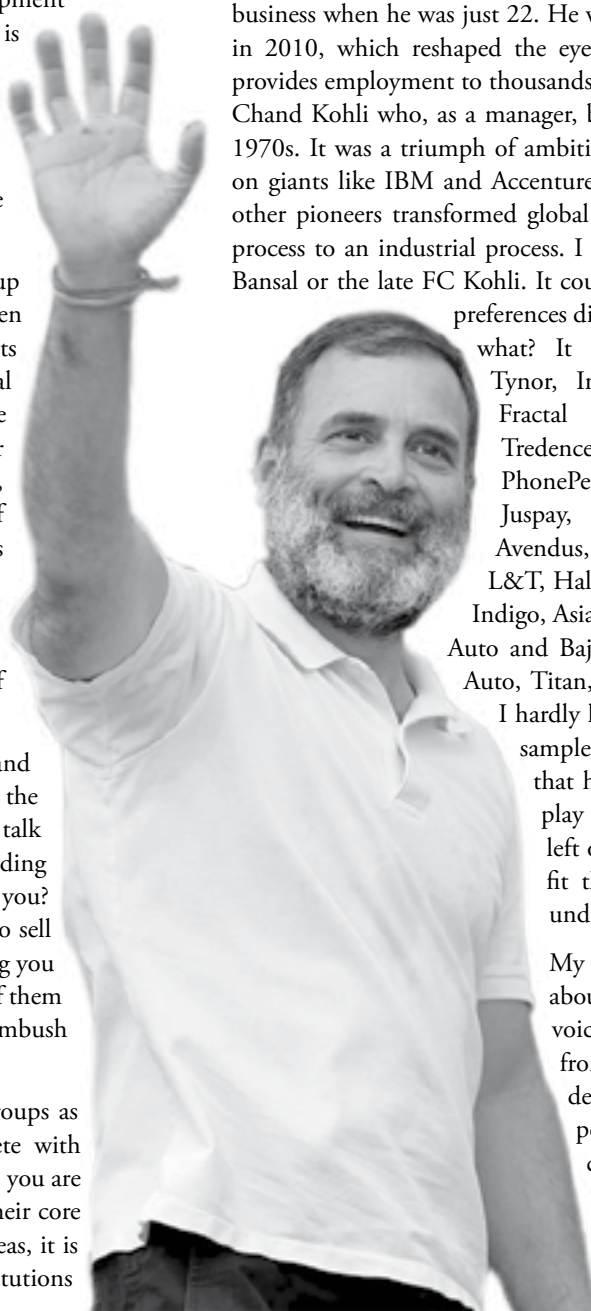 is
up
en
ts
al
and
the
talk
ding
you?
o sell
g you
f them
mbush
roups as
ete with
you are
heir core
eas, it is
tutions
business when he was just 22. He
in 2010, which reshaped the eye
provides employment to thousands
Chand Kohli who, as a manager, b
1970s. It was a triumph of ambiti
on giants like IBM and Accenture
other pioneers transformed global
process to an industrial process. I
Bansal or the late FC Kohli. It cou
preferences di
what? It
Tynor, In
Fractal
Tredence
PhonePe
Juspay,
Avendus,
L&T, Hal
Indigo, Asia
Auto and Baj
Auto, Titan,
I hardly
sample
that h
play
left
fit t
und
My
abou
voic
fro
de